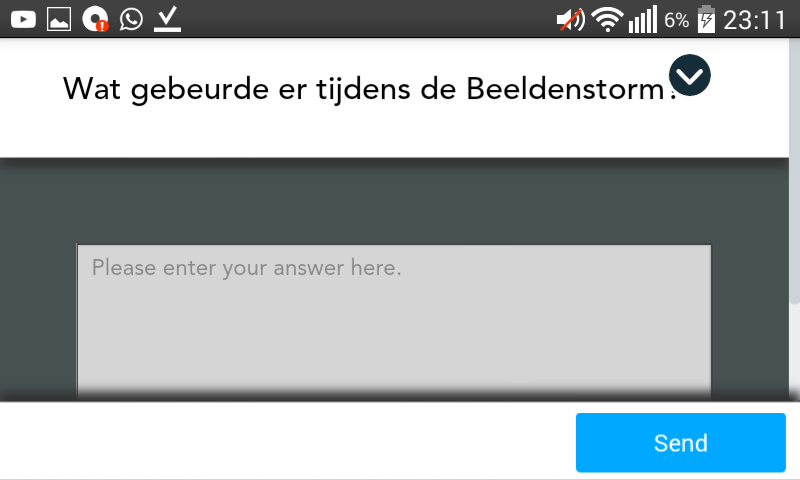 6% 23:11
Wat gebeurde er tijdens de Beeldenstorm?
Please enter your answer here.
Send